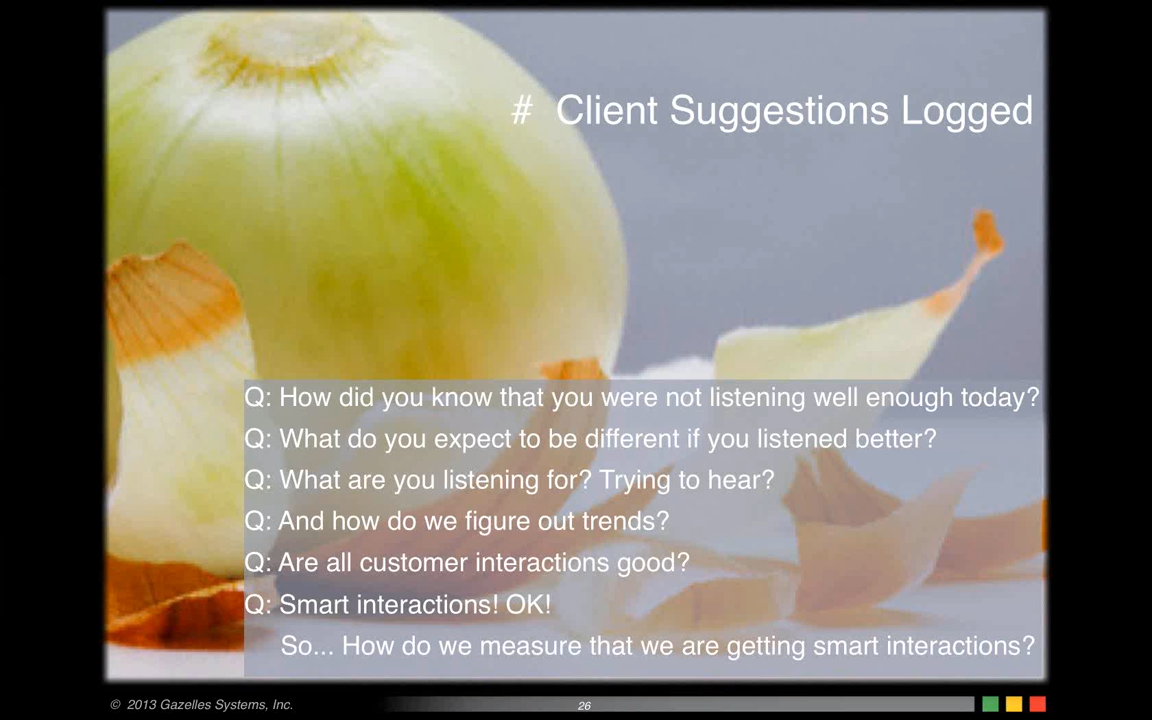 # Client Suggestions Logged
Q: How did you know that you were not listening well enough today?
Q: What do you expect to be different if you listened better?
Q: What are you listening for? Trying to hear?
Q: And how do we figure out trends?
Q: Are all customer interactions good?
Q: Smart interactions! OK!
So... How do we measure that we are getting smart interactions?
© 2013 Gazelles Systems, Inc.
26